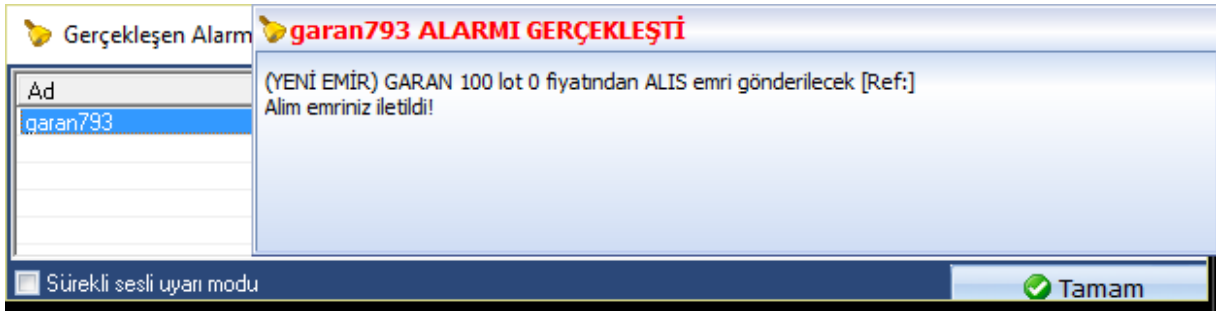 Gerçekleşen Alarm
garan793 ALARMI GERÇEKLEŞTİ
Ad
garan793
(YENİ EMİR) GARAN 100 lot 0 fiyatından ALIS emri gönderilecek [Ref:]
Alim emriniz iletildi!
Sürekli sesli uyarı modu
Tamam